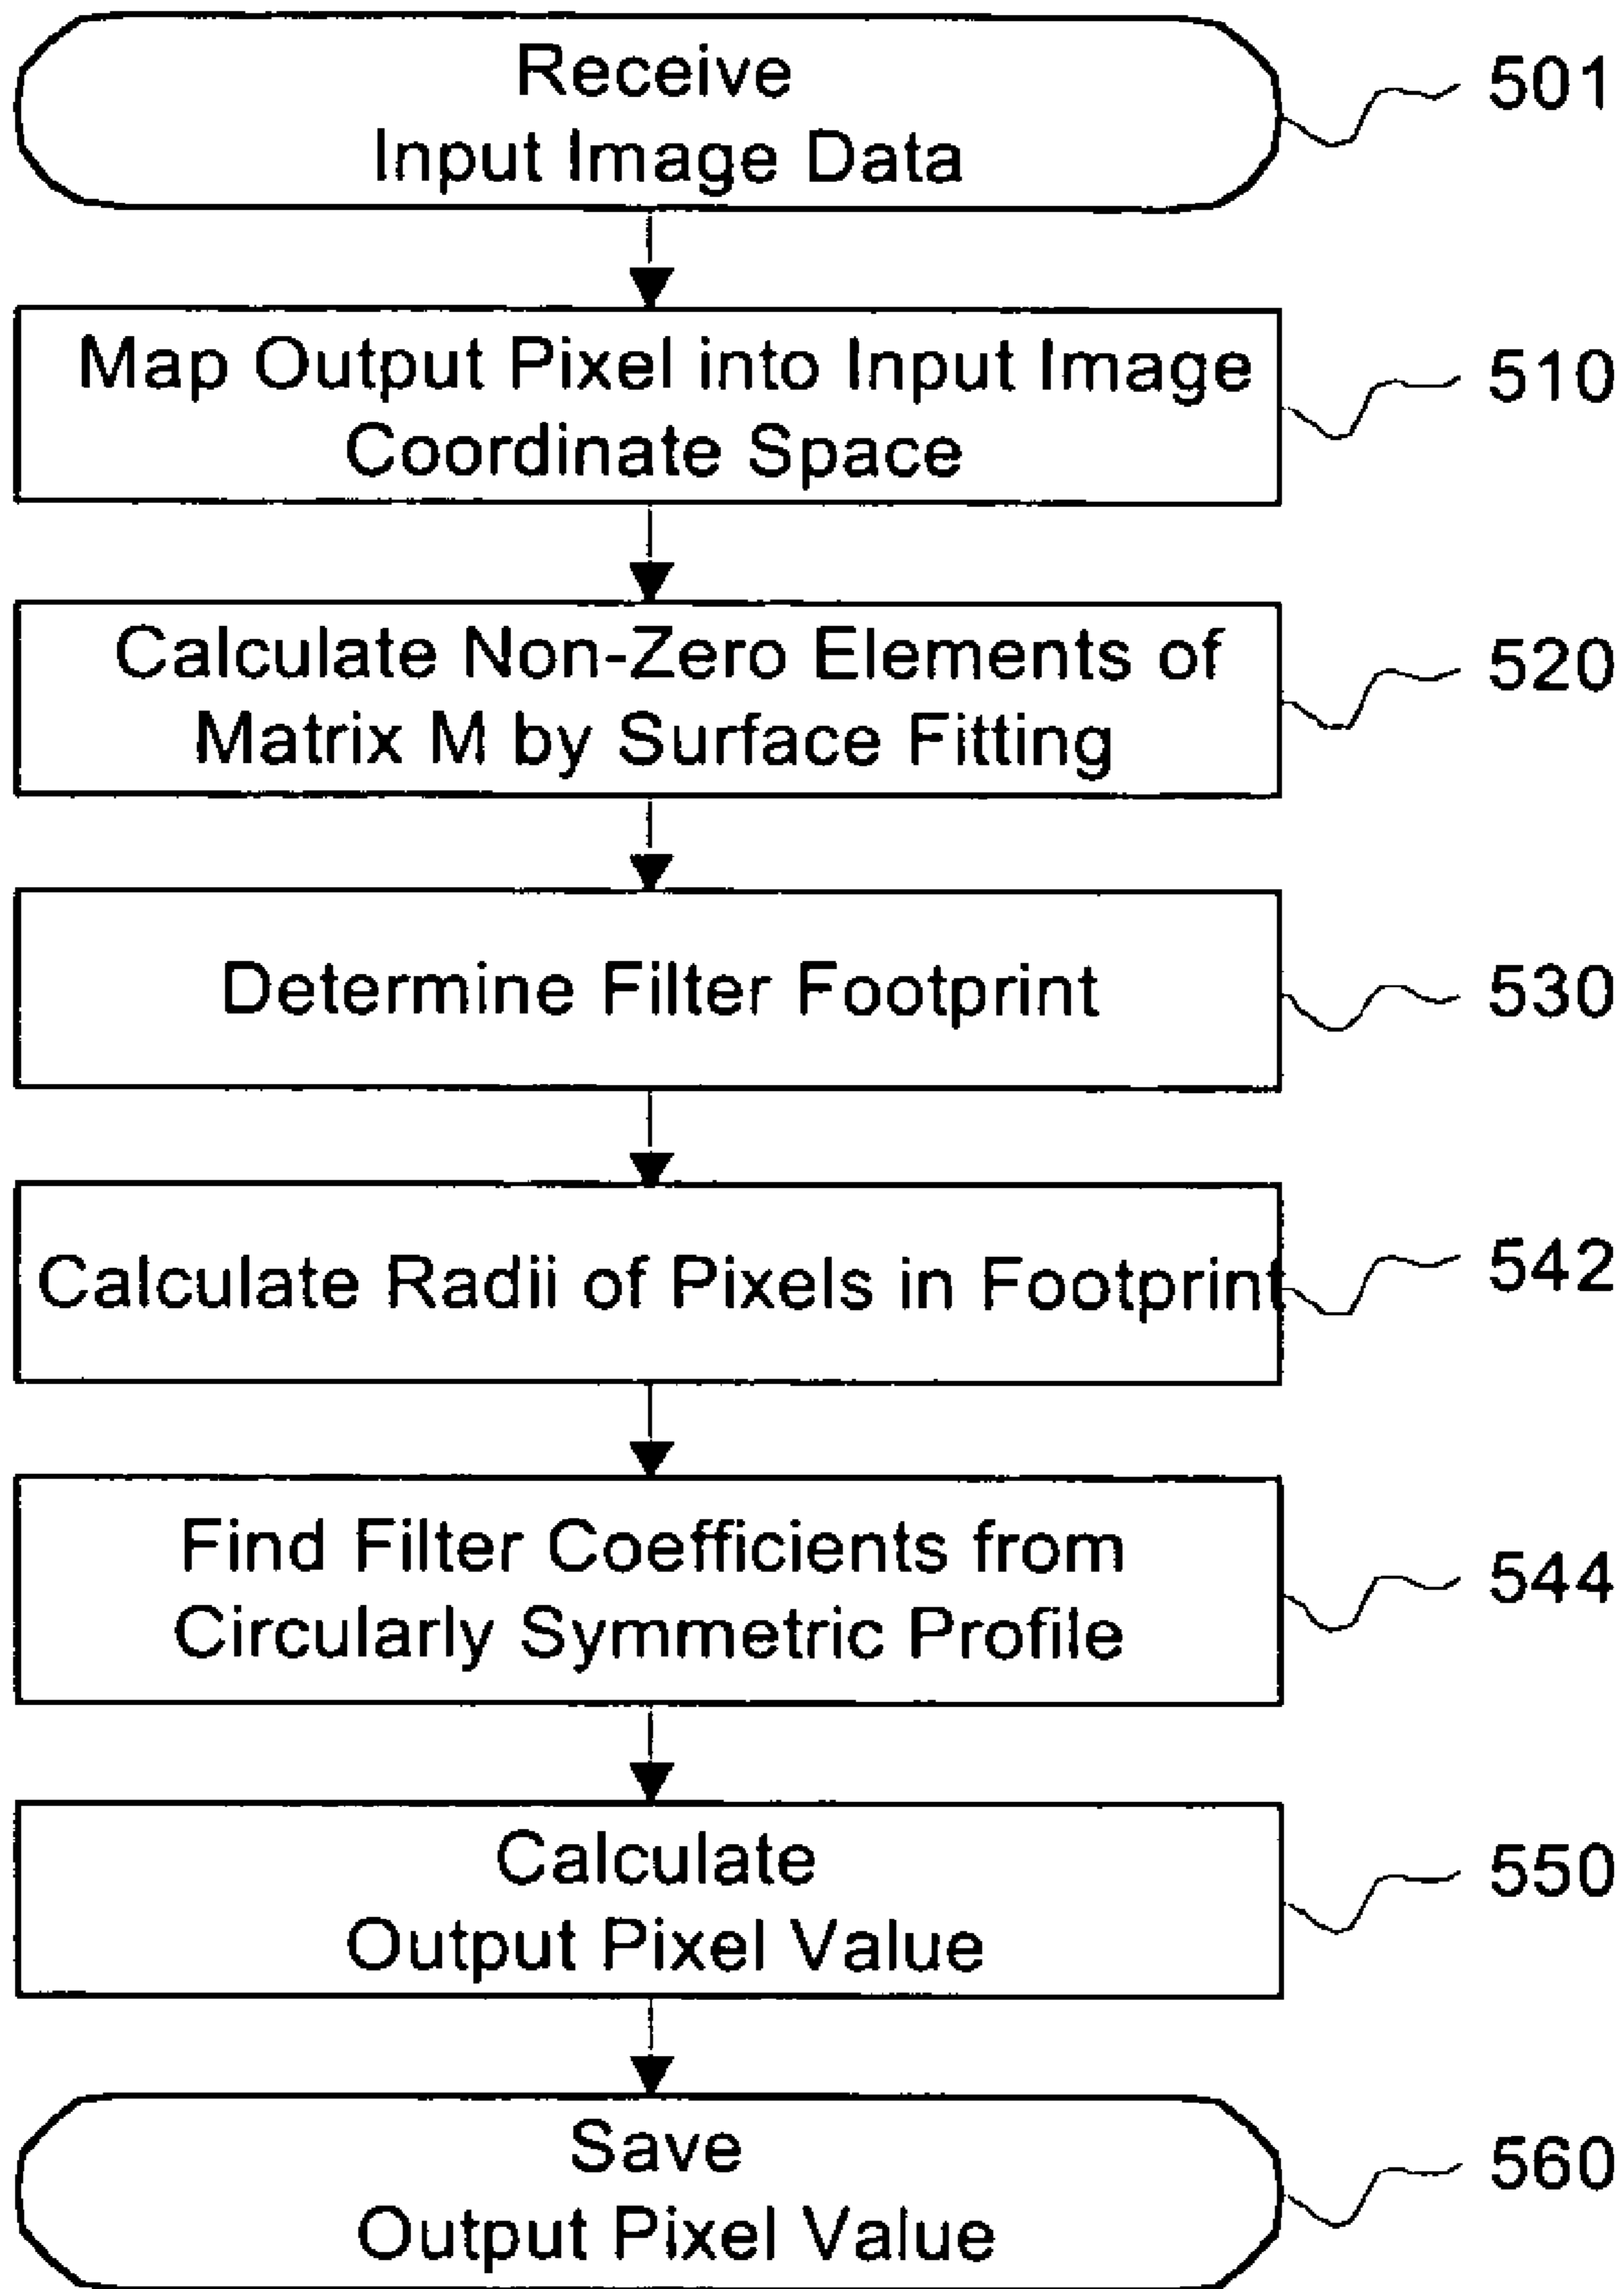 Receive
Input Image Data
501
Map Output Pixel into Input Image
Coordinate Space
510
Calculate Non-Zero Elements of
Matrix M by Surface Fitting
520
Determine Filter Footprint
530
Calculate Radii of Pixels in Footprint
542
Find Filter Coefficients from
Circularly Symmetric Profile
544
Calculate
Output Pixel Value
550
Save
Output Pixel Value
560